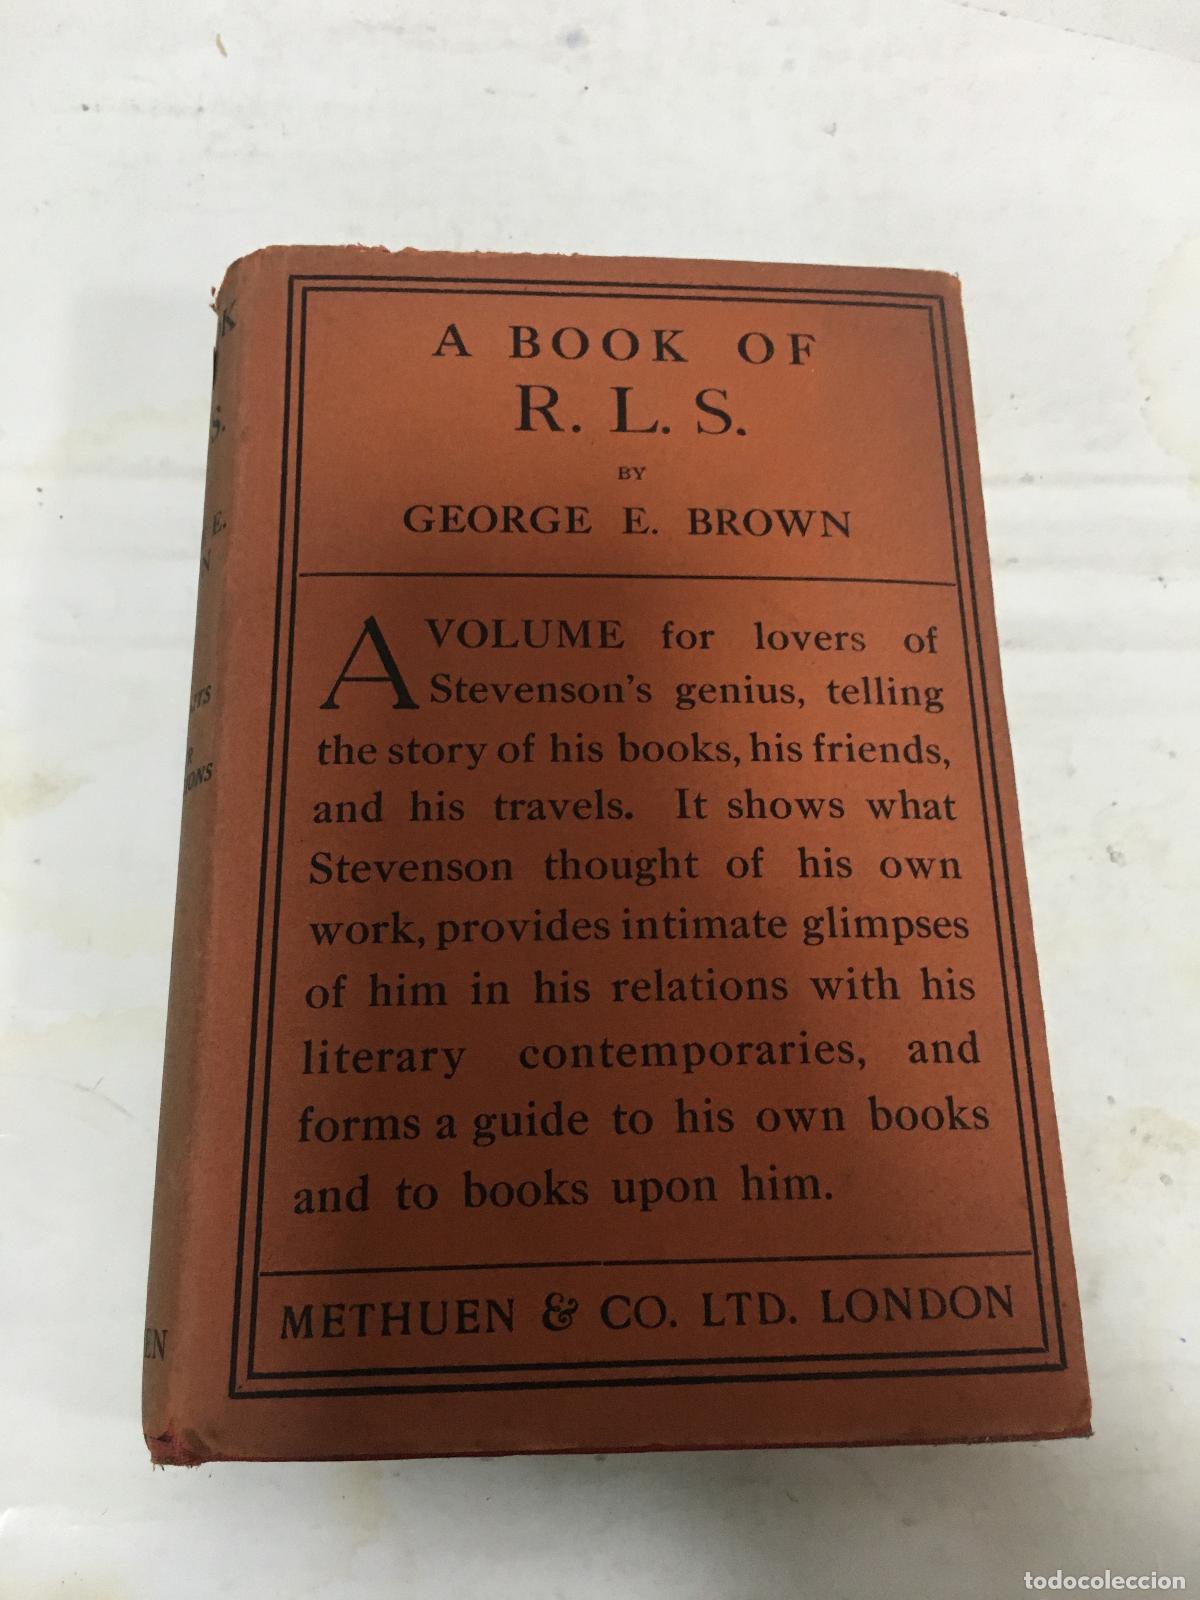 A BOOK OF
R. L. S.
BY
GEORGE E. BROWN
A VOLUME for lovers of
Stevenson's genius, telling
the story of his books, his friends,
and his travels. It shows what
Stevenson thought of his own
work, provides intimate glimpses
of him in his relations with his
literary contemporaries, and
forms a guide to his own books
and to books upon him.
METHUEN & CO. LTD. LONDON
todocoleccion